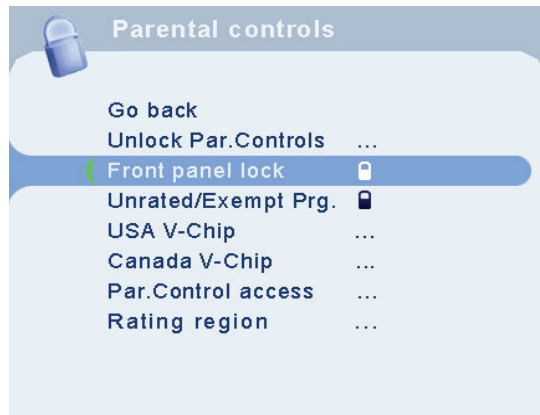 Parental controls
Go back
Unlock Par.Controls ...
Front panel lock
Unrated/Exempt Prg.
USA V-Chip ...
Canada V-Chip ...
Par.Control access ...
Rating region ...